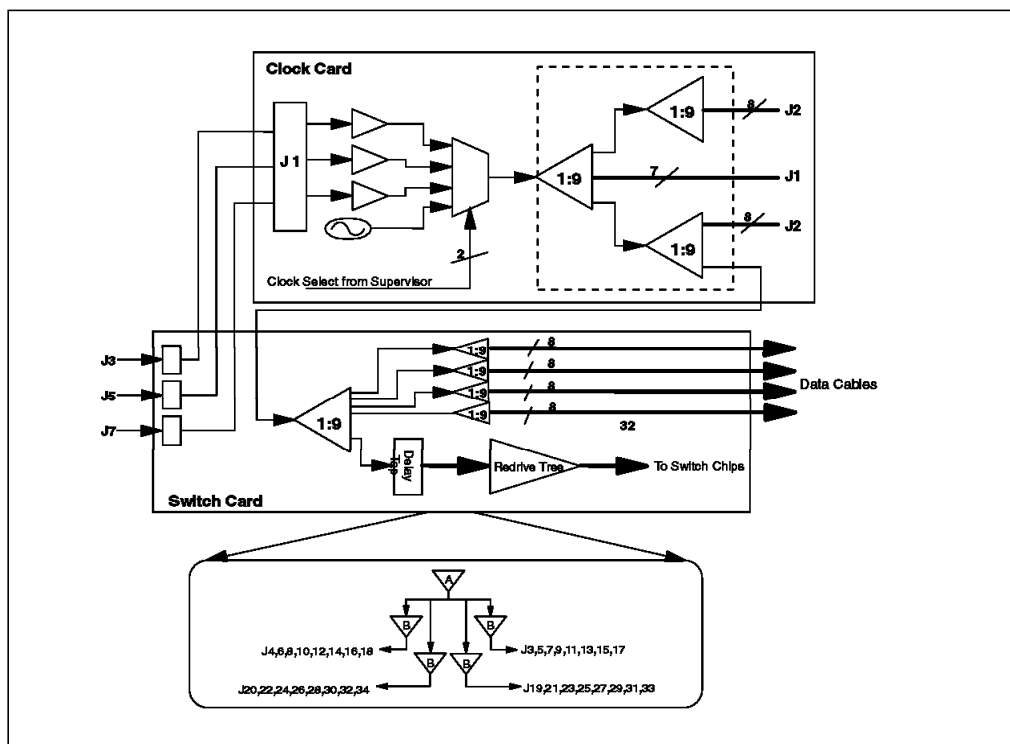 Clock Card
J 1
1:9
8
J2
1:9
7
J1
1:9
8
J2
2
Clock Select from Supervisor
J3
J5
J7
1:9
8
1:9
8
1:9
8
1:9
8
32
Data Cables
1:9
Delay
Tap
Redrive Tree
To Switch Chips
Switch Card
A
B
B
J4,6,8,10,12,14,16,18
J3,5,7,9,11,13,15,17
B
B
J20,22,24,26,28,30,32,34
J19,21,23,25,27,29,31,33